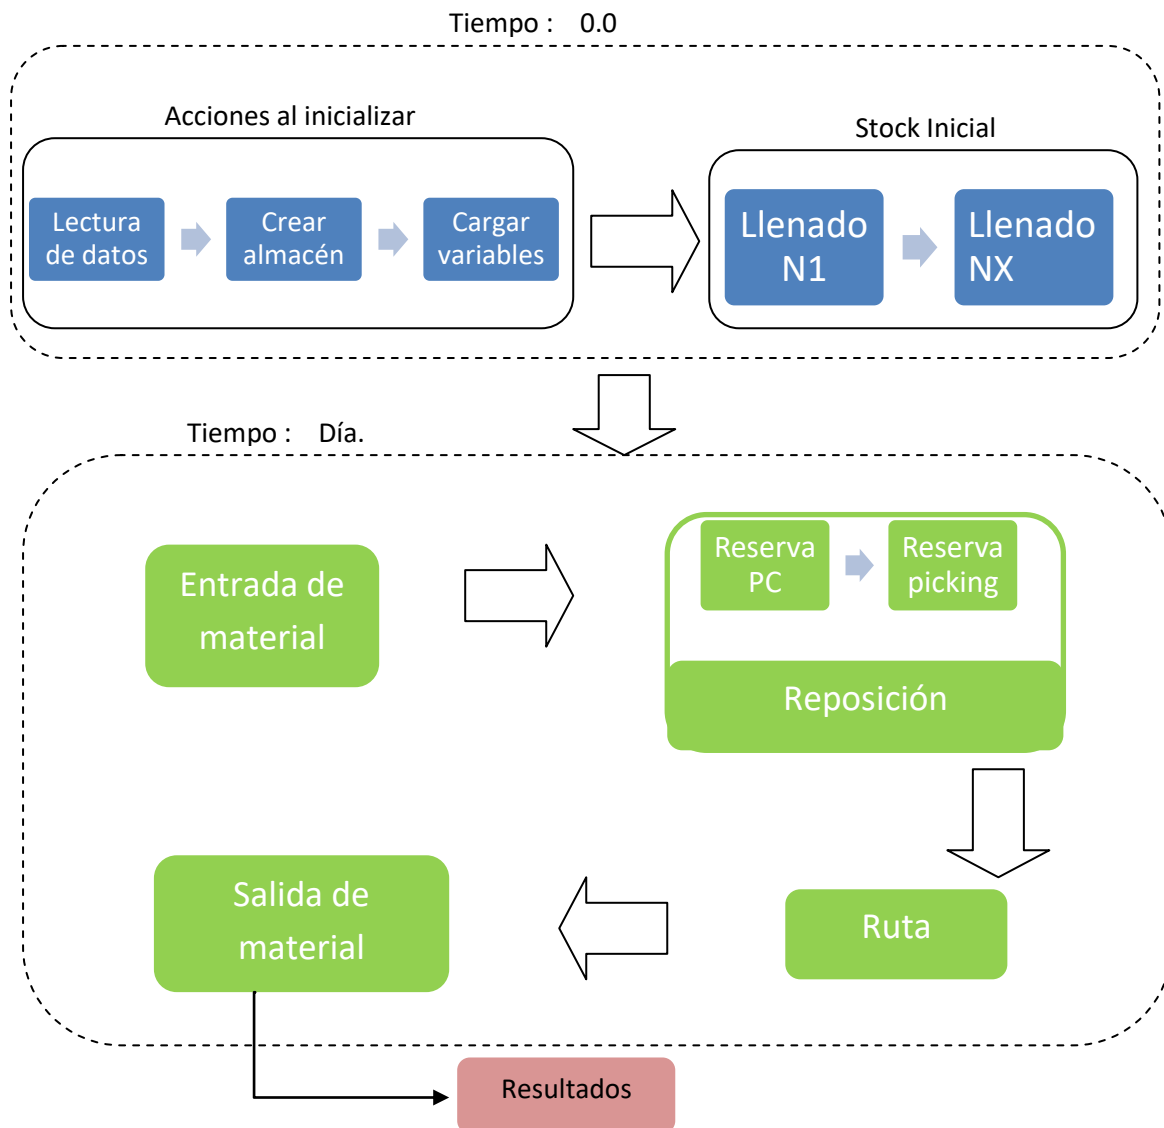 Tiempo : 0.0
Acciones al inicializar
Stock Inicial
Lectura
de datos
Crear
almacén
Cargar
variables
Llenado
N1
Llenado
NX
Tiempo : Día.
Entrada de
material
Reserva
PC
Reserva
picking
Reposición
Ruta
Salida de
material
Resultados